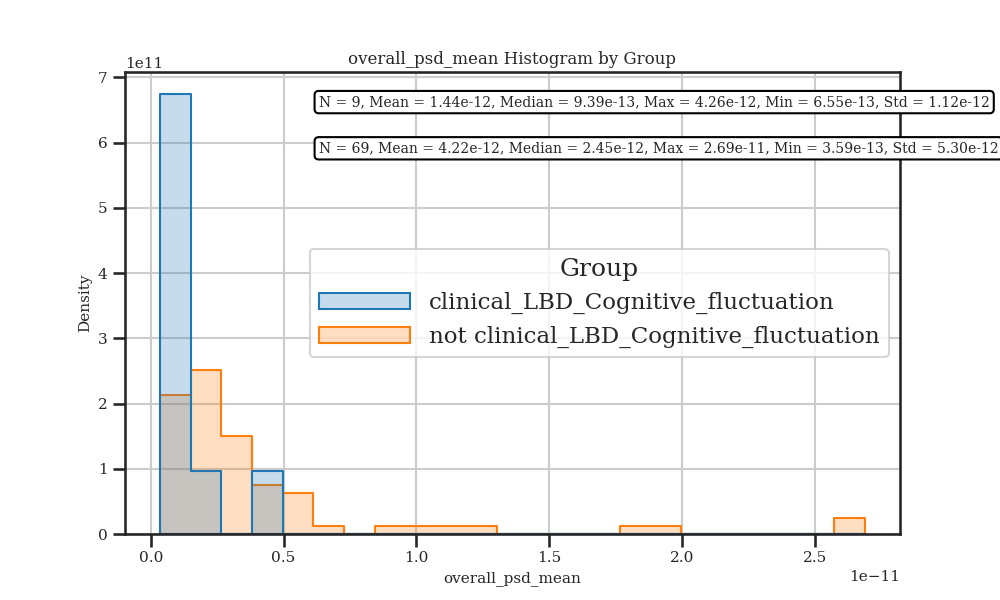 overall_psd_mean Histogram by Group
1e11
7
6
5
4
3
2
1
0
Density
N = 9, Mean = 1.44e-12, Median = 9.39e-13, Max = 4.26e-12, Min = 6.55e-13, Std = 1.12e-12
N = 69, Mean = 4.22e-12, Median = 2.45e-12, Max = 2.69e-11, Min = 3.59e-13, Std = 5.30e-12
Group
clinical_LBD_Cognitive_fluctuation
not clinical_LBD_Cognitive_fluctuation
0.0 0.5 1.0 1.5 2.0 2.5
overall_psd_mean
1e−11